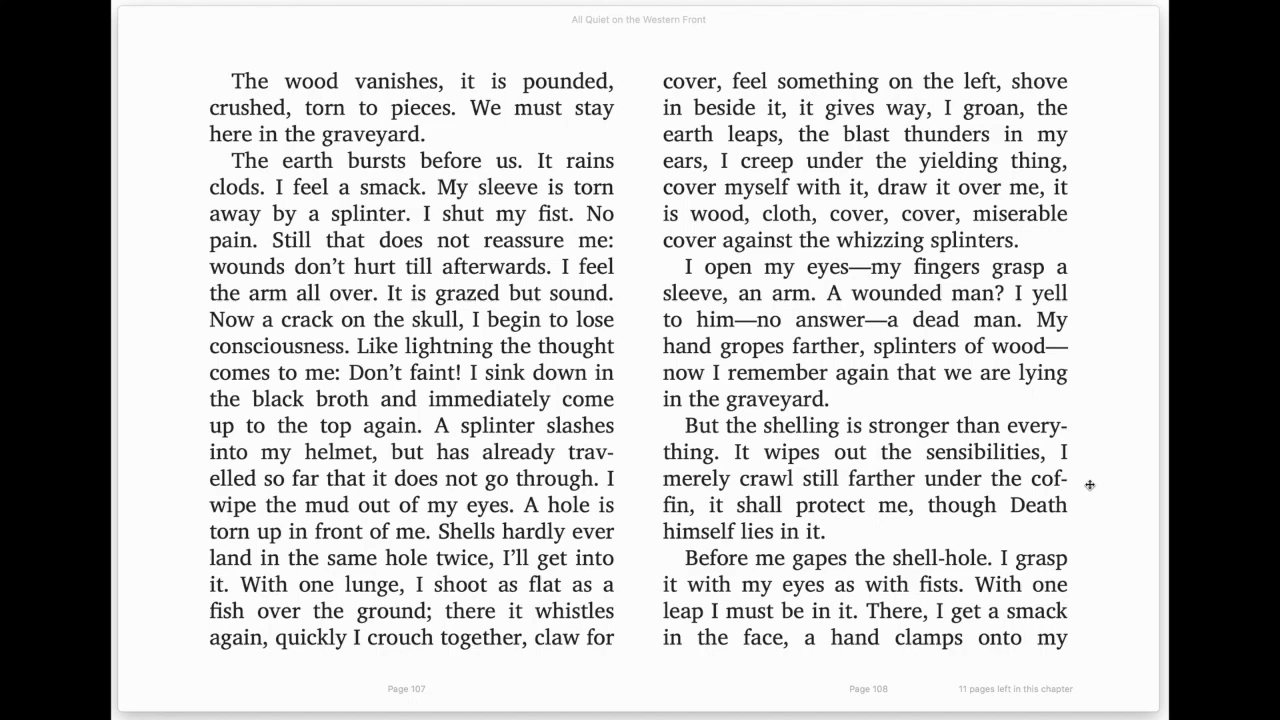 All Quiet on the Western Front
The wood vanishes, it is pounded,
crushed, torn to pieces. We must stay
here in the graveyard.
The earth bursts before us. It rains
clods. I feel a smack. My sleeve is torn
away by a splinter. I shut my fist. No
pain. Still that does not reassure me:
wounds don’t hurt till afterwards. I feel
the arm all over. It is grazed but sound.
Now a crack on the skull, I begin to lose
consciousness. Like lightning the thought
comes to me: Don’t faint! I sink down in
the black broth and immediately come
up to the top again. A splinter slashes
into my helmet, but has already trav-
elled so far that it does not go through. I
wipe the mud out of my eyes. A hole is
torn up in front of me. Shells hardly ever
land in the same hole twice, I’ll get into
it. With one lunge, I shoot as flat as a
fish over the ground; there it whistles
again, quickly I crouch together, claw for
cover, feel something on the left, shove
in beside it, it gives way, I groan, the
earth leaps, the blast thunders in my
ears, I creep under the yielding thing,
cover myself with it, draw it over me, it
is wood, cloth, cover, cover, miserable
cover against the whizzing splinters.
I open my eyes—my fingers grasp a
sleeve, an arm. A wounded man? I yell
to him—no answer—a dead man. My
hand gropes farther, splinters of wood—
now I remember again that we are lying
in the graveyard.
But the shelling is stronger than every-
thing. It wipes out the sensibilities, I
merely crawl still farther under the cof-
fin, it shall protect me, though Death
himself lies in it.
Before me gapes the shell-hole. I grasp
it with my eyes as with fists. With one
leap I must be in it. There, I get a smack
in the face, a hand clamps onto my
Page 107
Page 108
11 pages left in this chapter